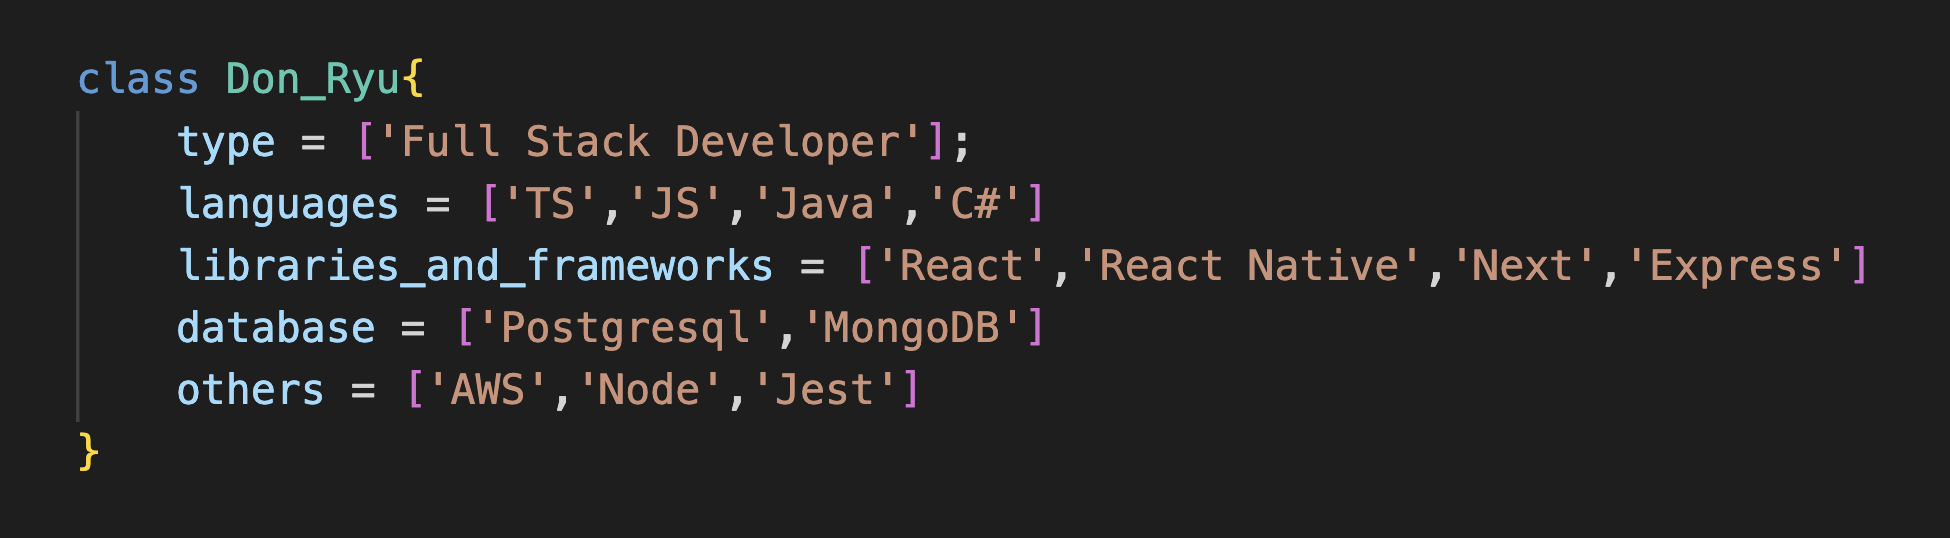 class Don_Ryu{
    type = ['Full Stack Developer'];
    languages = ['TS','JS','Java','C#']
    libraries_and_frameworks = ['React','React Native','Next','Express']
    database = ['Postgresql','MongoDB']
    others = ['AWS','Node','Jest']
}